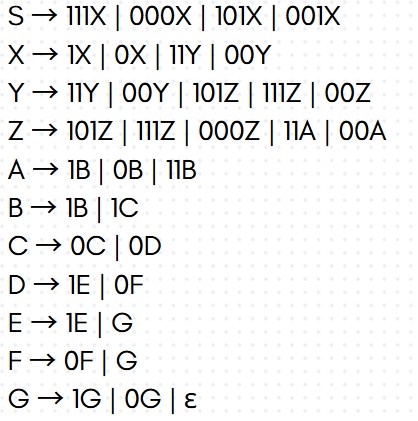 S → 111X | 000X | 101X | 001X
X → 1X | 0X | 11Y | 00Y
Y → 11Y | 00Y | 101Z | 111Z | 00Z
Z → 101Z | 111Z | 000Z | 11A | 00A
A → 1B | 0B | 11B
B → 1B | 1C
C → 0C | 0D
D → 1E | 0F
E → 1E | G
F → 0F | G
G → 1G | 0G | ε